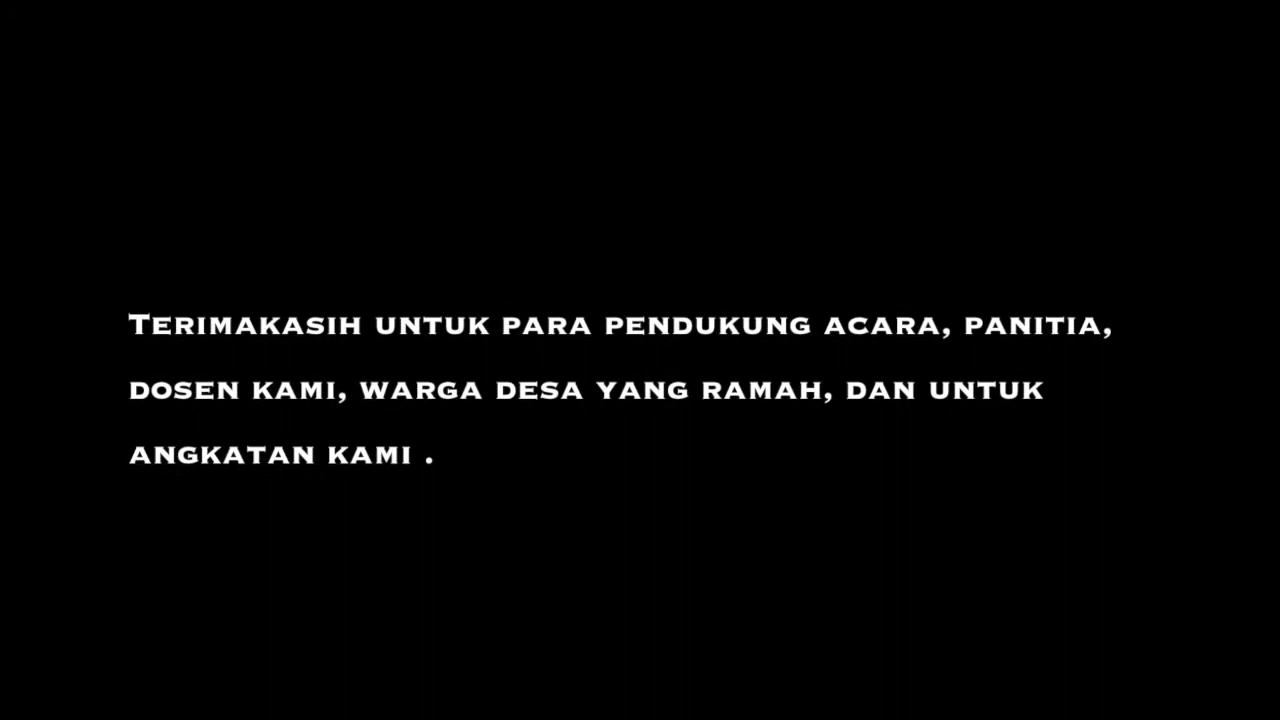 Terimakasih untuk para pendukung acara, panitia,
dosen kami, warga desa yang ramah, dan untuk
angkatan kami .